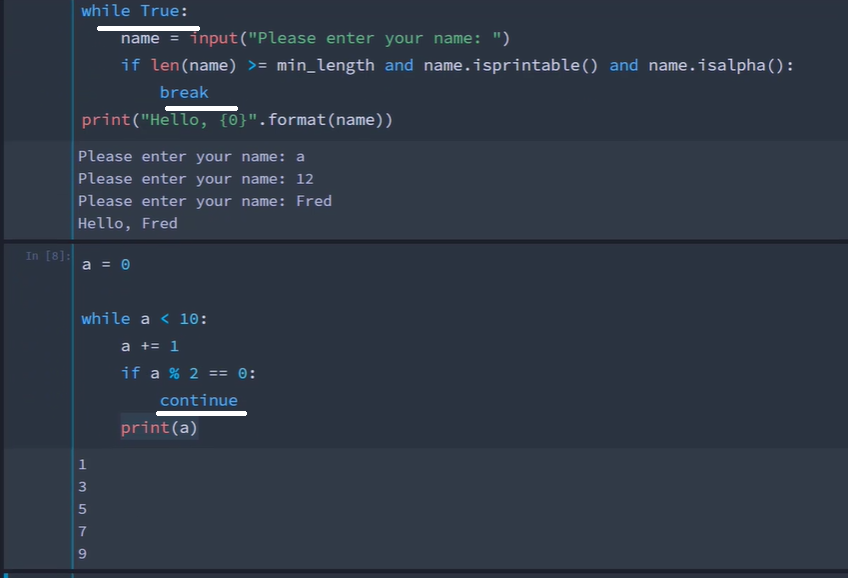 while True:
    name = input("Please enter your name: ")
    if len(name) >= min_length and name.isprintable() and name.isalpha():
        break
print("Hello, {0}".format(name))
Please enter your name: a
Please enter your name: 12
Please enter your name: Fred
Hello, Fred
In [8]:
a = 0
while a < 10:
    a += 1
    if a % 2 == 0:
        continue
    print(a)
1
3
5
7
9